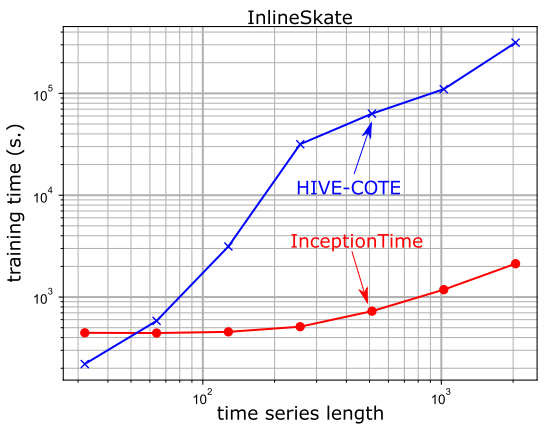 InlineSkate
training time (s.)
10^5
10^4
10^3
HIVE-COTE
InceptionTime
10^2 10^3
time series length